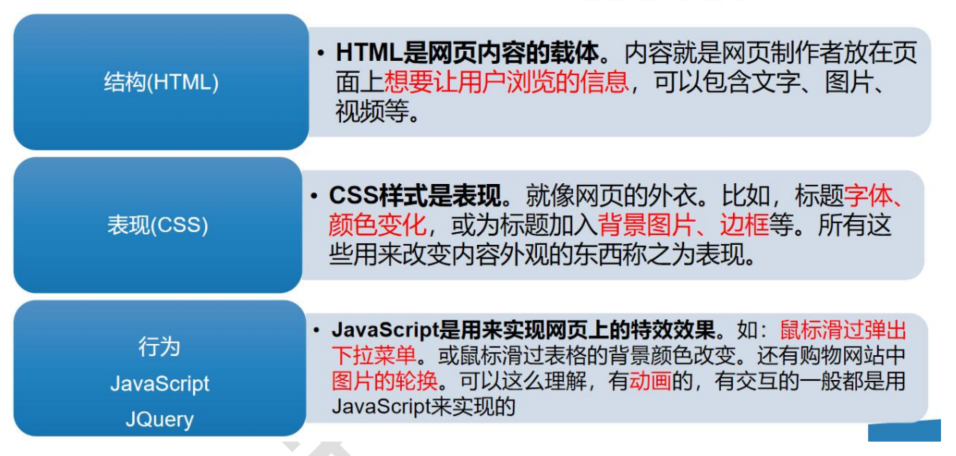 结构(HTML)
• HTML是网页内容的载体。内容就是网页制作者放在页
面上想要让用户浏览的信息，可以包含文字、图片、
视频等。
表现(CSS)
• CSS样式是表现。就像网页的外衣。比如，标题字体、
颜色变化，或为标题加入背景图片、边框等。所有这
些用来改变内容外观的东西称之为表现。
行为
JavaScript
JQuery
• JavaScript是用来实现网页上的特效效果。如：鼠标滑过弹出
下拉菜单。或鼠标滑过表格的背景颜色改变。还有购物网站中
图片的轮换。可以这么理解，有动画的，有交互的一般都是用
JavaScript来实现的